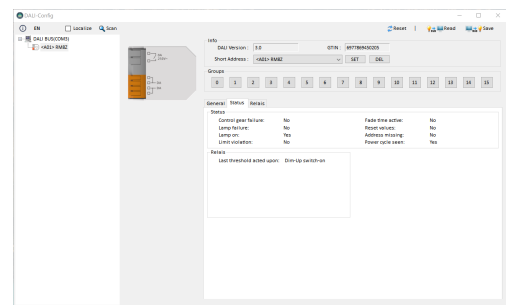 DALI-Config
EN Localise Scan Reset ! Read Save
DALI BUS(COM3)
<A01> RM8Z
Info
DALI Version : 3.0 GTIN : 6977869450205
Short Address : <A01> RM8Z SET DEL
Groups
0 1 2 3 4 5 6 7 8 9 10 11 12 13 14 15
General Status Relais
Status
Control gear failure: No Fade time active: No
Lamp failure: No Reset values: No
Lamp on: Yes Address missing: No
Limit violation: No Power cycle seen: Yes
Relais
Last threshold acted upon: Dim-Up switch-on